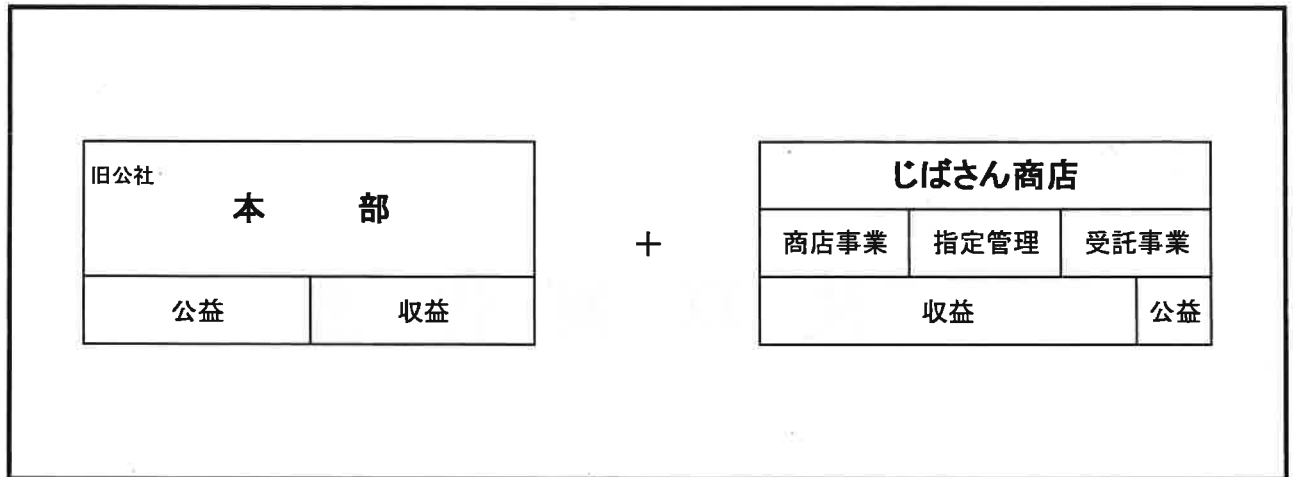 旧公社
本 部
公益 収益
+
じばさん商店
商店事業 指定管理 受託事業
収益 公益